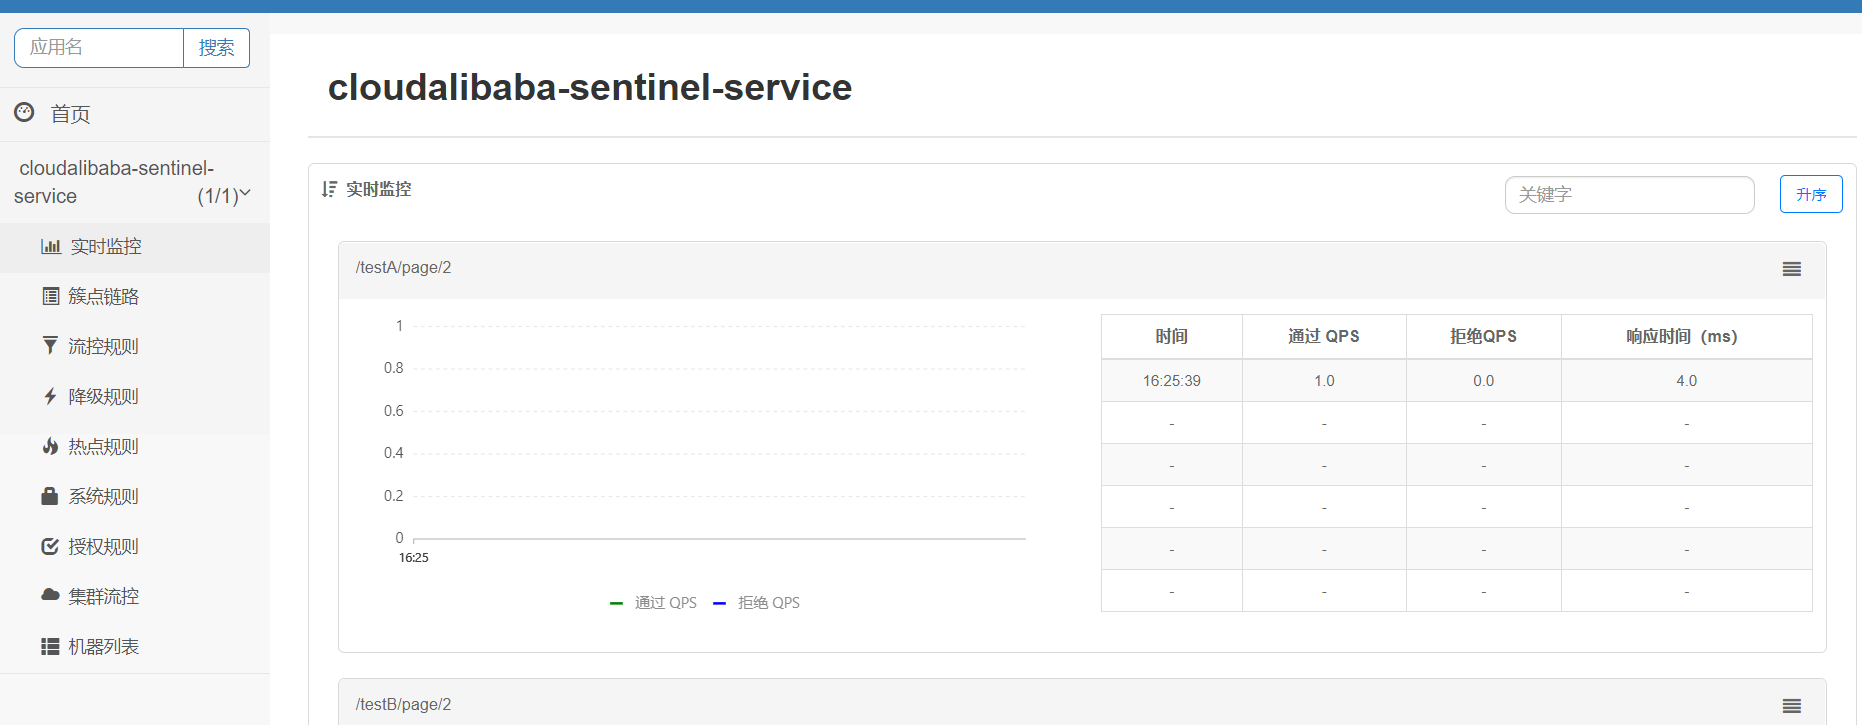 应用名 搜索
首页
cloudalibaba-sentinel-
service (1/1)
实时监控
簇点链路
流控规则
降级规则
热点规则
系统规则
授权规则
集群流控
机器列表
cloudalibaba-sentinel-service
实时监控 关键字 升序
/testA/page/2
1
0.8
0.6
0.4
0.2
0
16:25
通过 QPS 拒绝 QPS
时间 通过 QPS 拒绝QPS 响应时间（ms）
16:25:39 1.0 0.0 4.0
- - - -
- - - -
- - - -
- - - -
- - - -
/testB/page/2